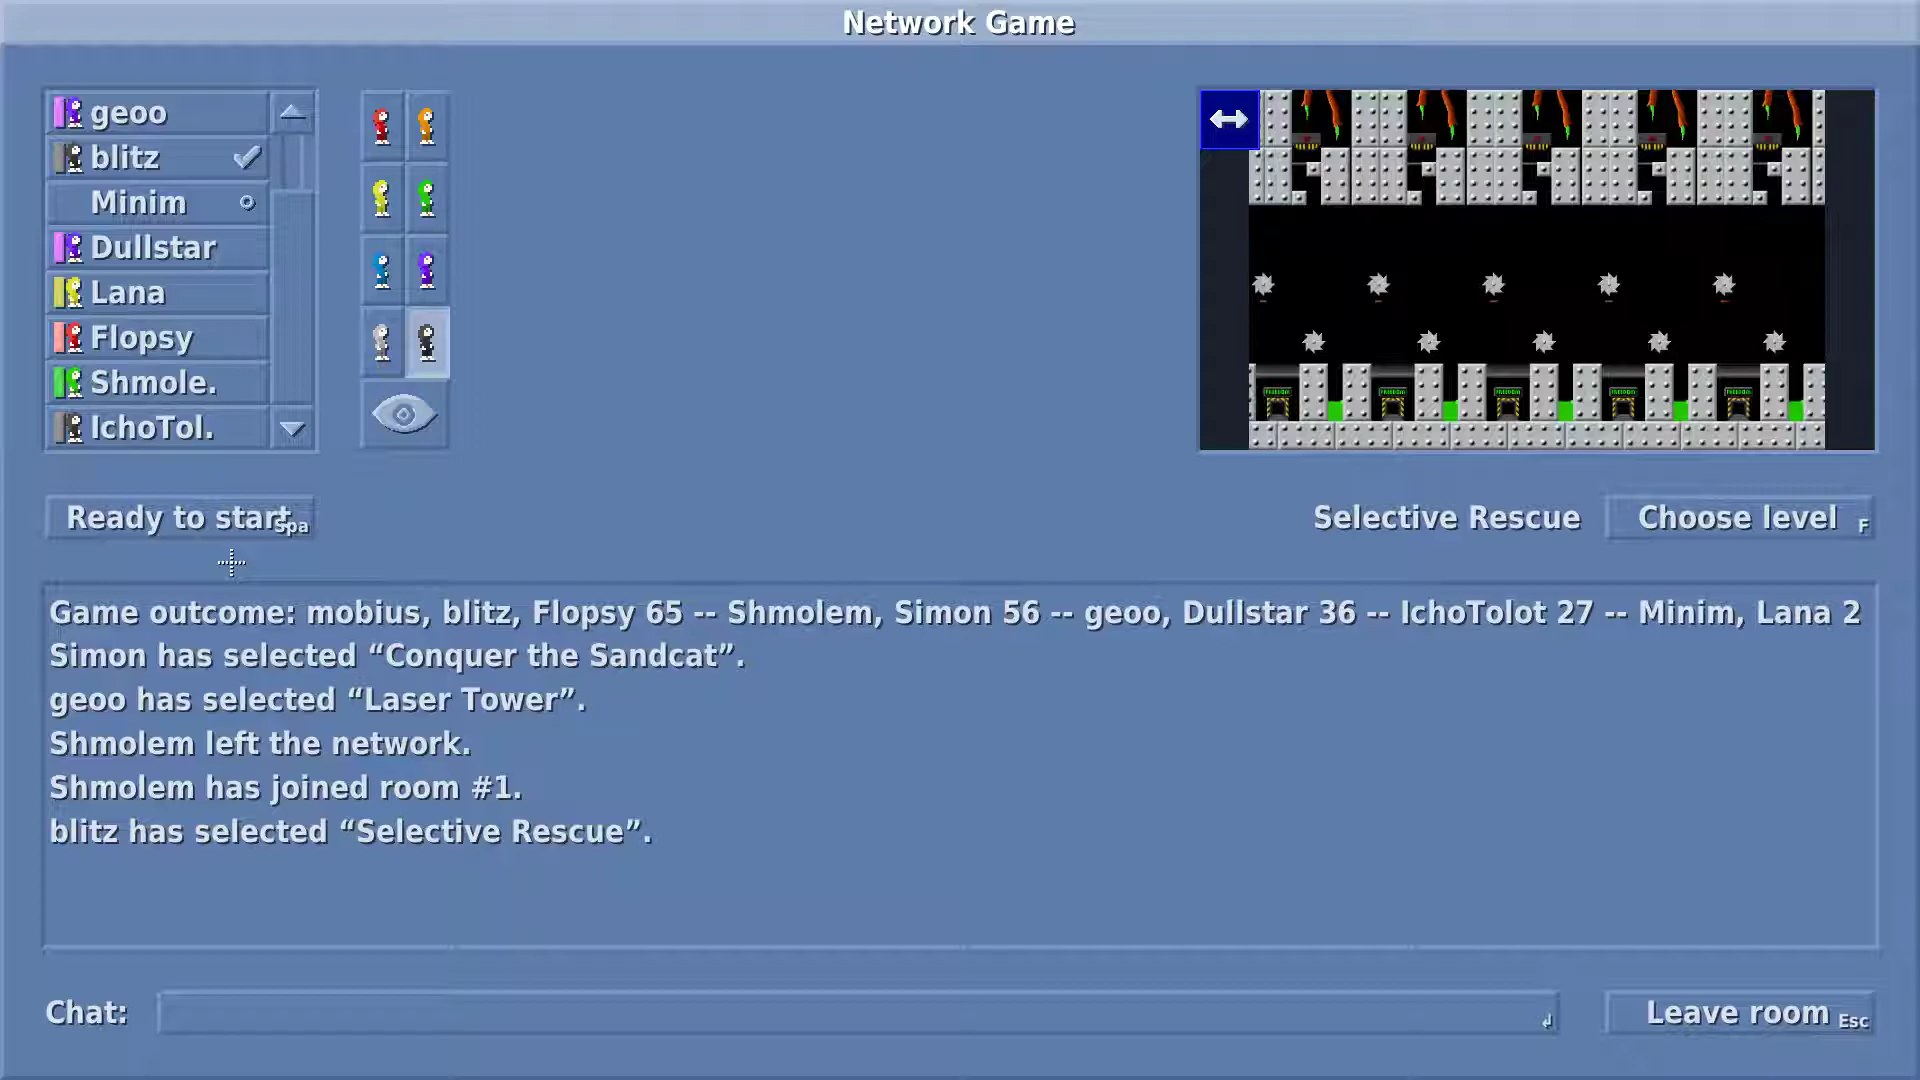 Network Game
geoo
blitz
Minim
Dullstar
Lana
Flopsy
Shmole.
IchoTol.
Ready to start Spa
Selective Rescue
Choose level F
Game outcome: mobius, blitz, Flopsy 65 -- Shmolem, Simon 56 -- geoo, Dullstar 36 -- IchoTolot 27 -- Minim, Lana 2
Simon has selected “Conquer the Sandcat”.
geoo has selected “Laser Tower”.
Shmolem left the network.
Shmolem has joined room #1.
blitz has selected “Selective Rescue”.
Chat:
Leave room Esc